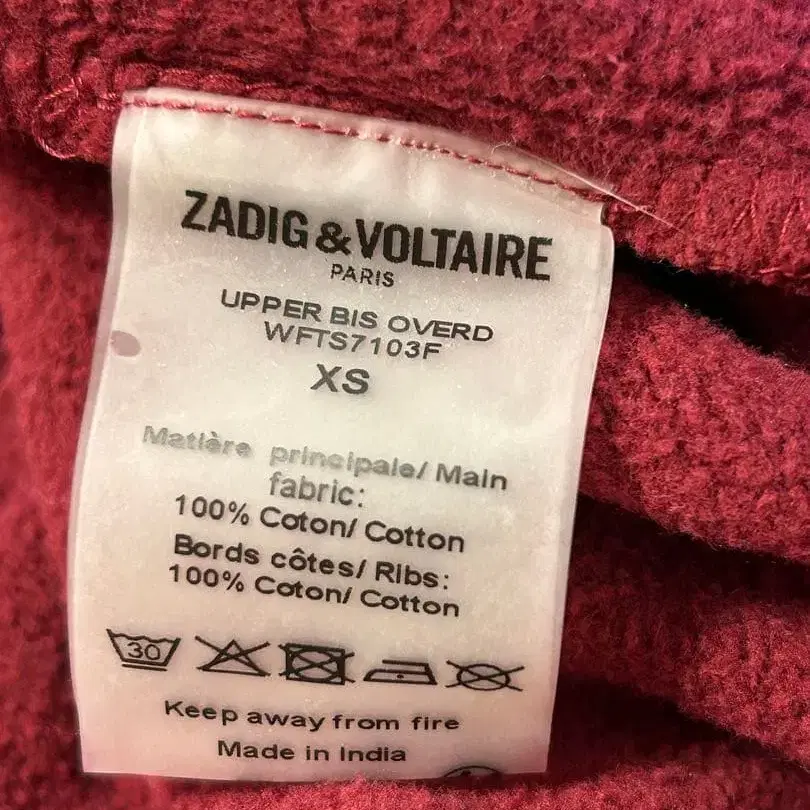 ZADIG & VOLTAIRE
PARIS
UPPER BIS OVERD
WFTS7103F
XS
Matière principale/ Main
fabric:
100% Coton/ Cotton
Bords côtes/ Ribs:
100% Coton/ Cotton
30
Keep away from fire
Made in India